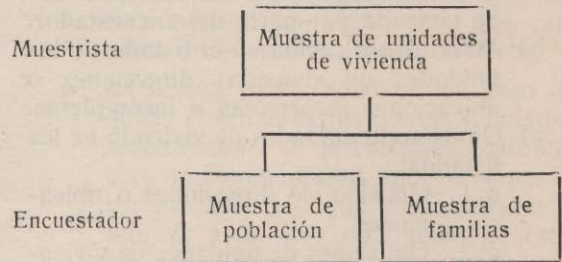 Muestrista
Muestra de unidades
de vivienda
Encuestador
Muestra de
población
Muestra de
familias